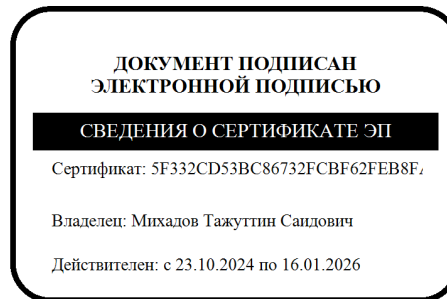 ДОКУМЕНТ ПОДПИСАН
ЭЛЕКТРОННОЙ ПОДПИСЬЮ
СВЕДЕНИЯ О СЕРТИФИКАТЕ ЭП
Сертификат: 5F332CD53BC86732FCBF62FEB8F
Владелец: Михадов Тажуттин Саидович
Действителен: с 23.10.2024 по 16.01.2026